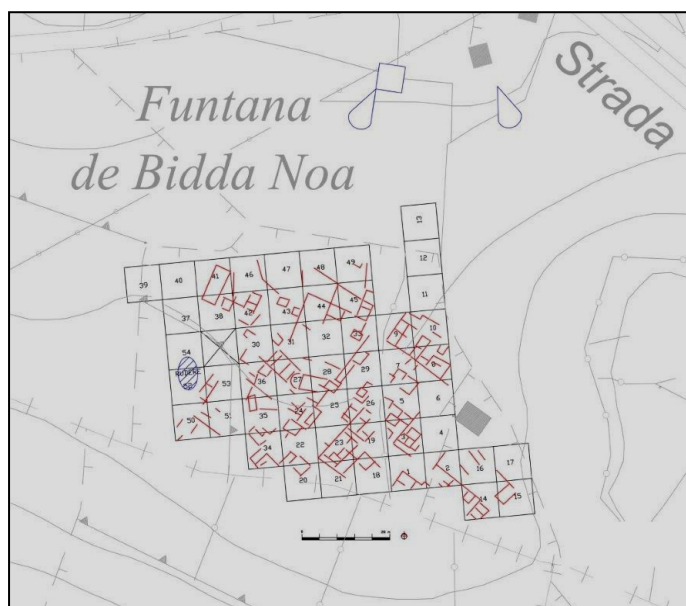 Strada
Funtana
de Bidda Noa
13
12
11
39 40 41 46 47 48 49
37 38 42 43 44 45
9 10
54 30 31 32 33
8
RUDERE
52 53 36 27 28 29 7
50 51 35 24 25 26 5 6
34 22 23 19 3 4
20 21 18 1 2 16 17
14 15